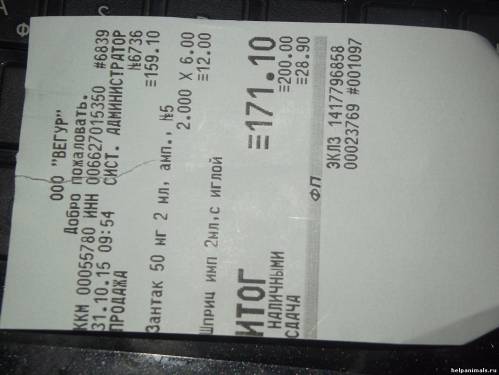 ООО "ВЕГУР"
Добро пожаловать.
ККМ 00055780 ИНН 006627015350 #6839
31.10.15 09:54 СИСТ. АДМИНИСТРАТОР
ПРОДАЖА №6736
Зантак 50 мг 2 мл, амп., №5 ≡159.10
2.000 X 6.00
Шприц имп 2мл,с иглой ≡12.00
ИТОГ ≡171.10
НАЛИЧНЫМИ ≡200.00
СДАЧА ≡28.90
ФП
ЭКЛЗ 1417796858
00023769 #001097
helpanimals.ru